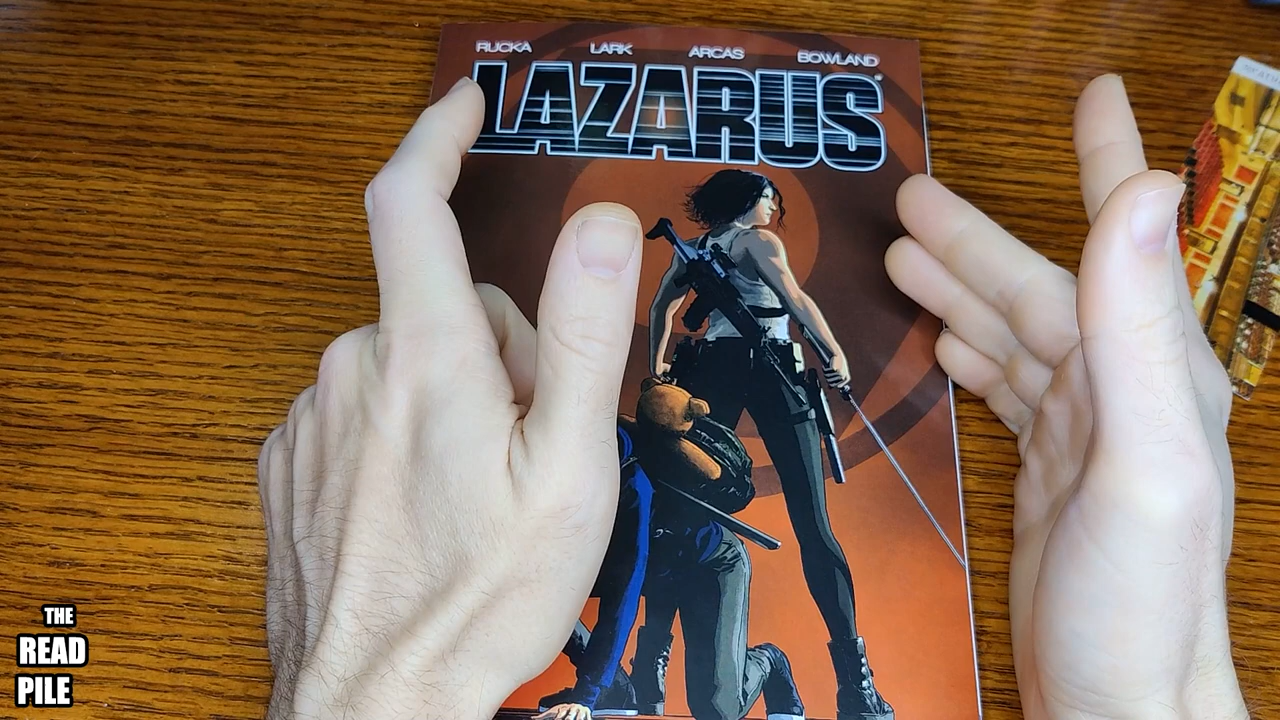 RUCKA LARK ARCAS BOWLAND
LAZARUS
THE
READ
PILE